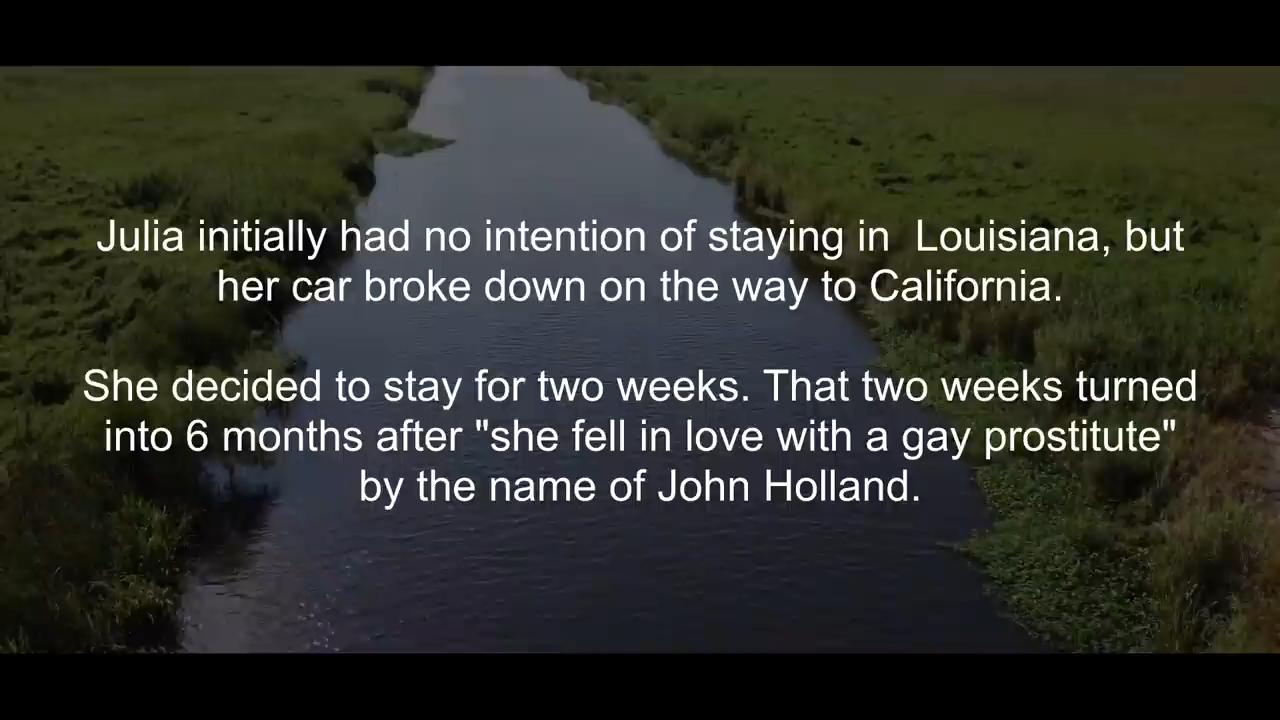 Julia initially had no intention of staying in  Louisiana, but
her car broke down on the way to California.
She decided to stay for two weeks. That two weeks turned
into 6 months after "she fell in love with a gay prostitute"
by the name of John Holland.